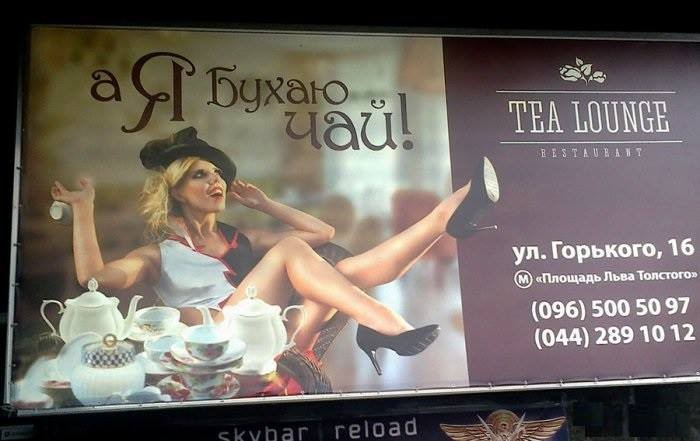 а Я Бухаю
чай!
TEA LOUNGE
RESTAURANT
ул. Горького, 16
М «Площадь Льва Толстого»
(096) 500 50 97
(044) 289 10 12
skybar | reload